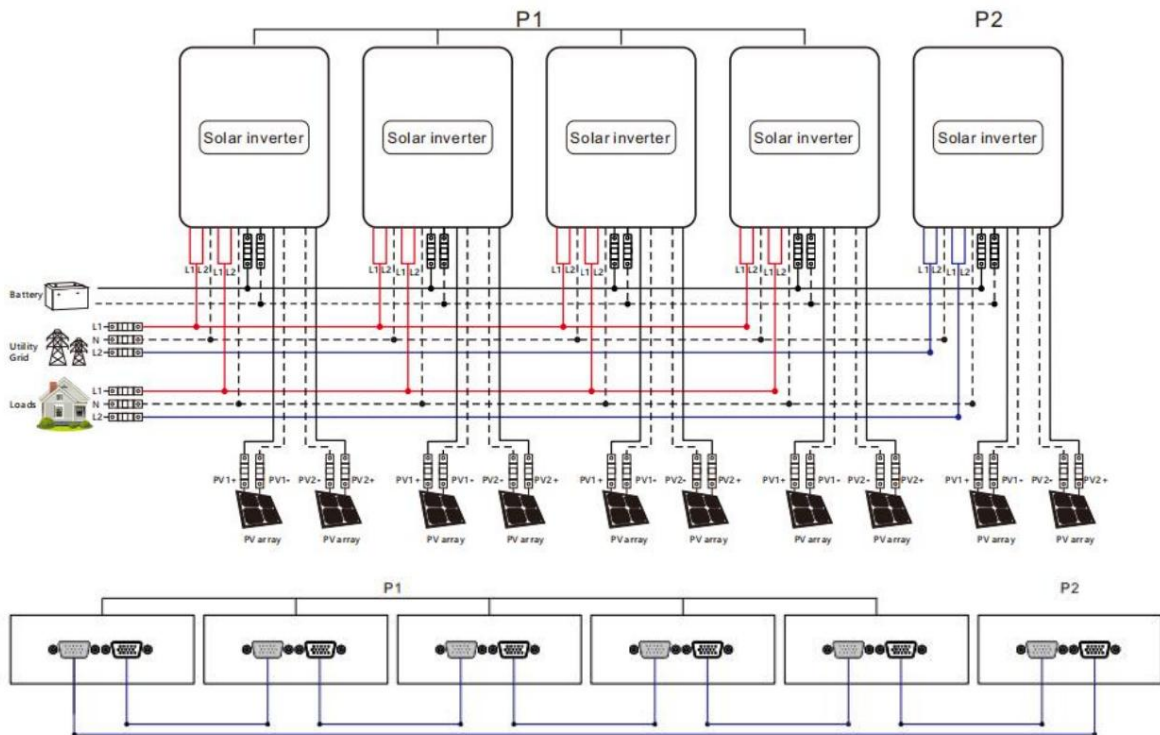 P1 P2
Solar inverter Solar inverter Solar inverter Solar inverter Solar inverter
L1 L2 L1 L2 L1 L2 L1 L2 L1 L2 L1 L2 L1 L2 L1 L2 L1 L2 L1 L2
Battery
L1
Utility N
Grid L2
L1
Loads N
L2
PV1+ PV1- PV2- PV2+ PV1+ PV1- PV2- PV2+ PV1+ PV1- PV2- PV2+ PV1+ PV1- PV2- PV2+ PV1+ PV1- PV2- PV2+
PV array PV array PV array PV array PV array PV array PV array PV array PV array PV array
P1 P2